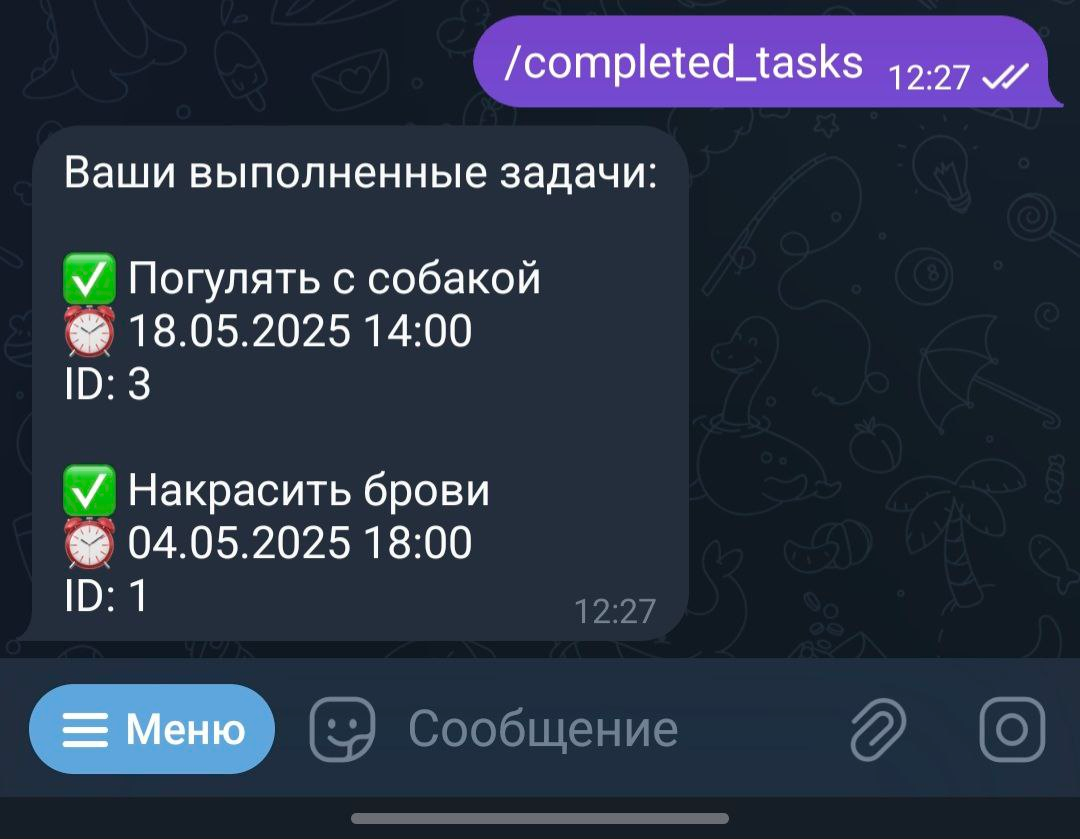 /completed_tasks 12:27
Ваши выполненные задачи:
✅ Погулять с собакой
⏰ 18.05.2025 14:00
ID: 3
✅ Накрасить брови
⏰ 04.05.2025 18:00
ID: 1
12:27
Меню Сообщение